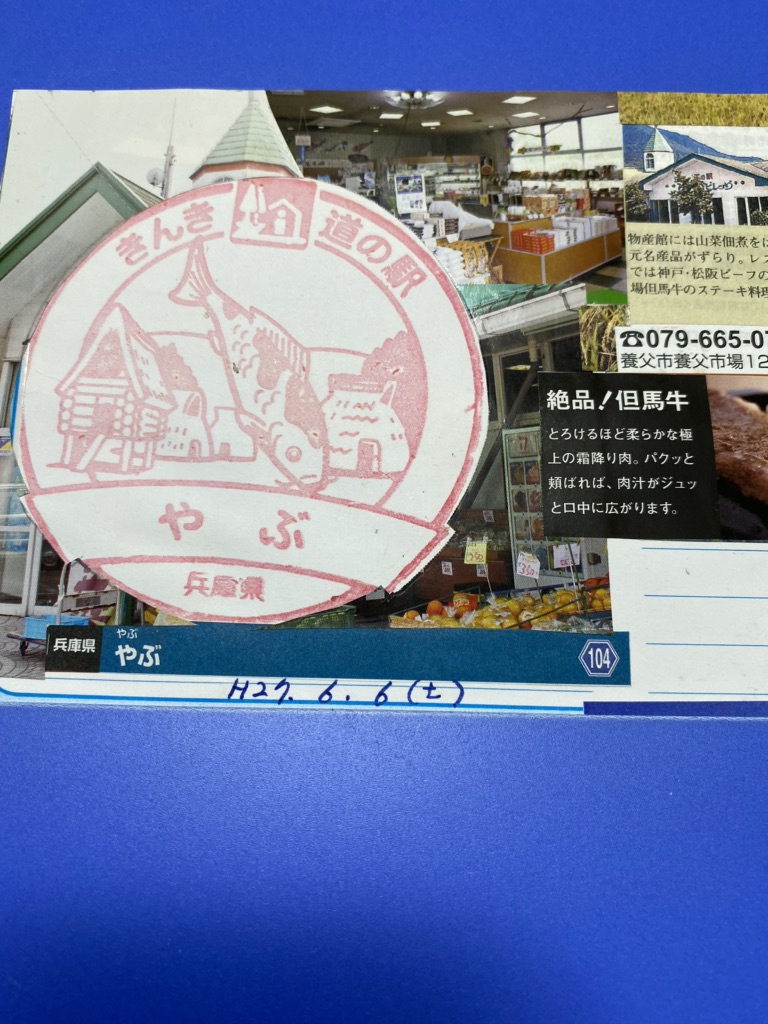 きんき 道の駅
やぶ
兵庫県
物産館には山菜佃煮をは
元名産品がずらり。レス
では神戸・松阪ビーフの
場但馬牛のステーキ料理
☎079-665-07
養父市養父市場12
絶品！但馬牛
とろけるほど柔らかな極
上の霜降り肉。パクッと
頬ばれば、肉汁がジュッ
と口中に広がります。
兵庫県
やぶ
やぶ
104
H27. 6. 6 (土)